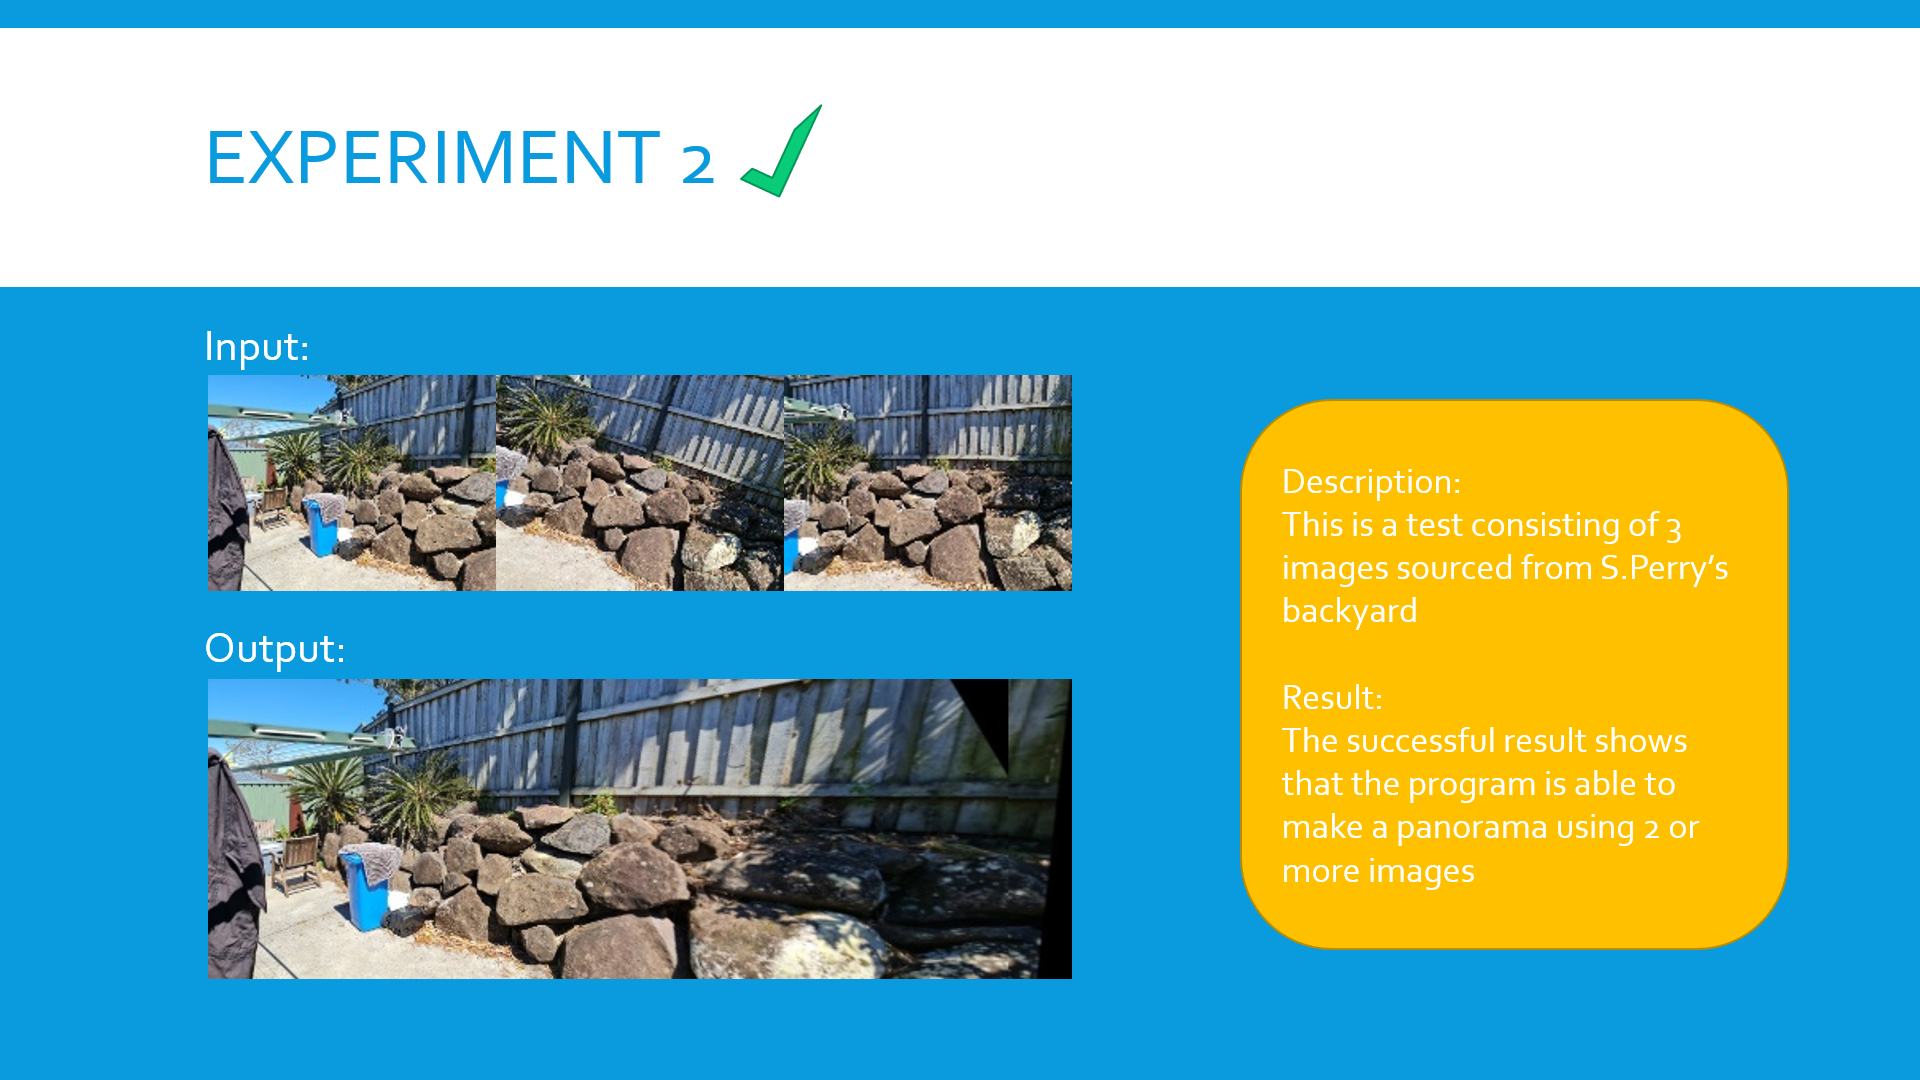 EXPERIMENT 2
Input:
Output:
Description:
This is a test consisting of 3
images sourced from S.Perry’s
backyard
Result:
The successful result shows
that the program is able to
make a panorama using 2 or
more images